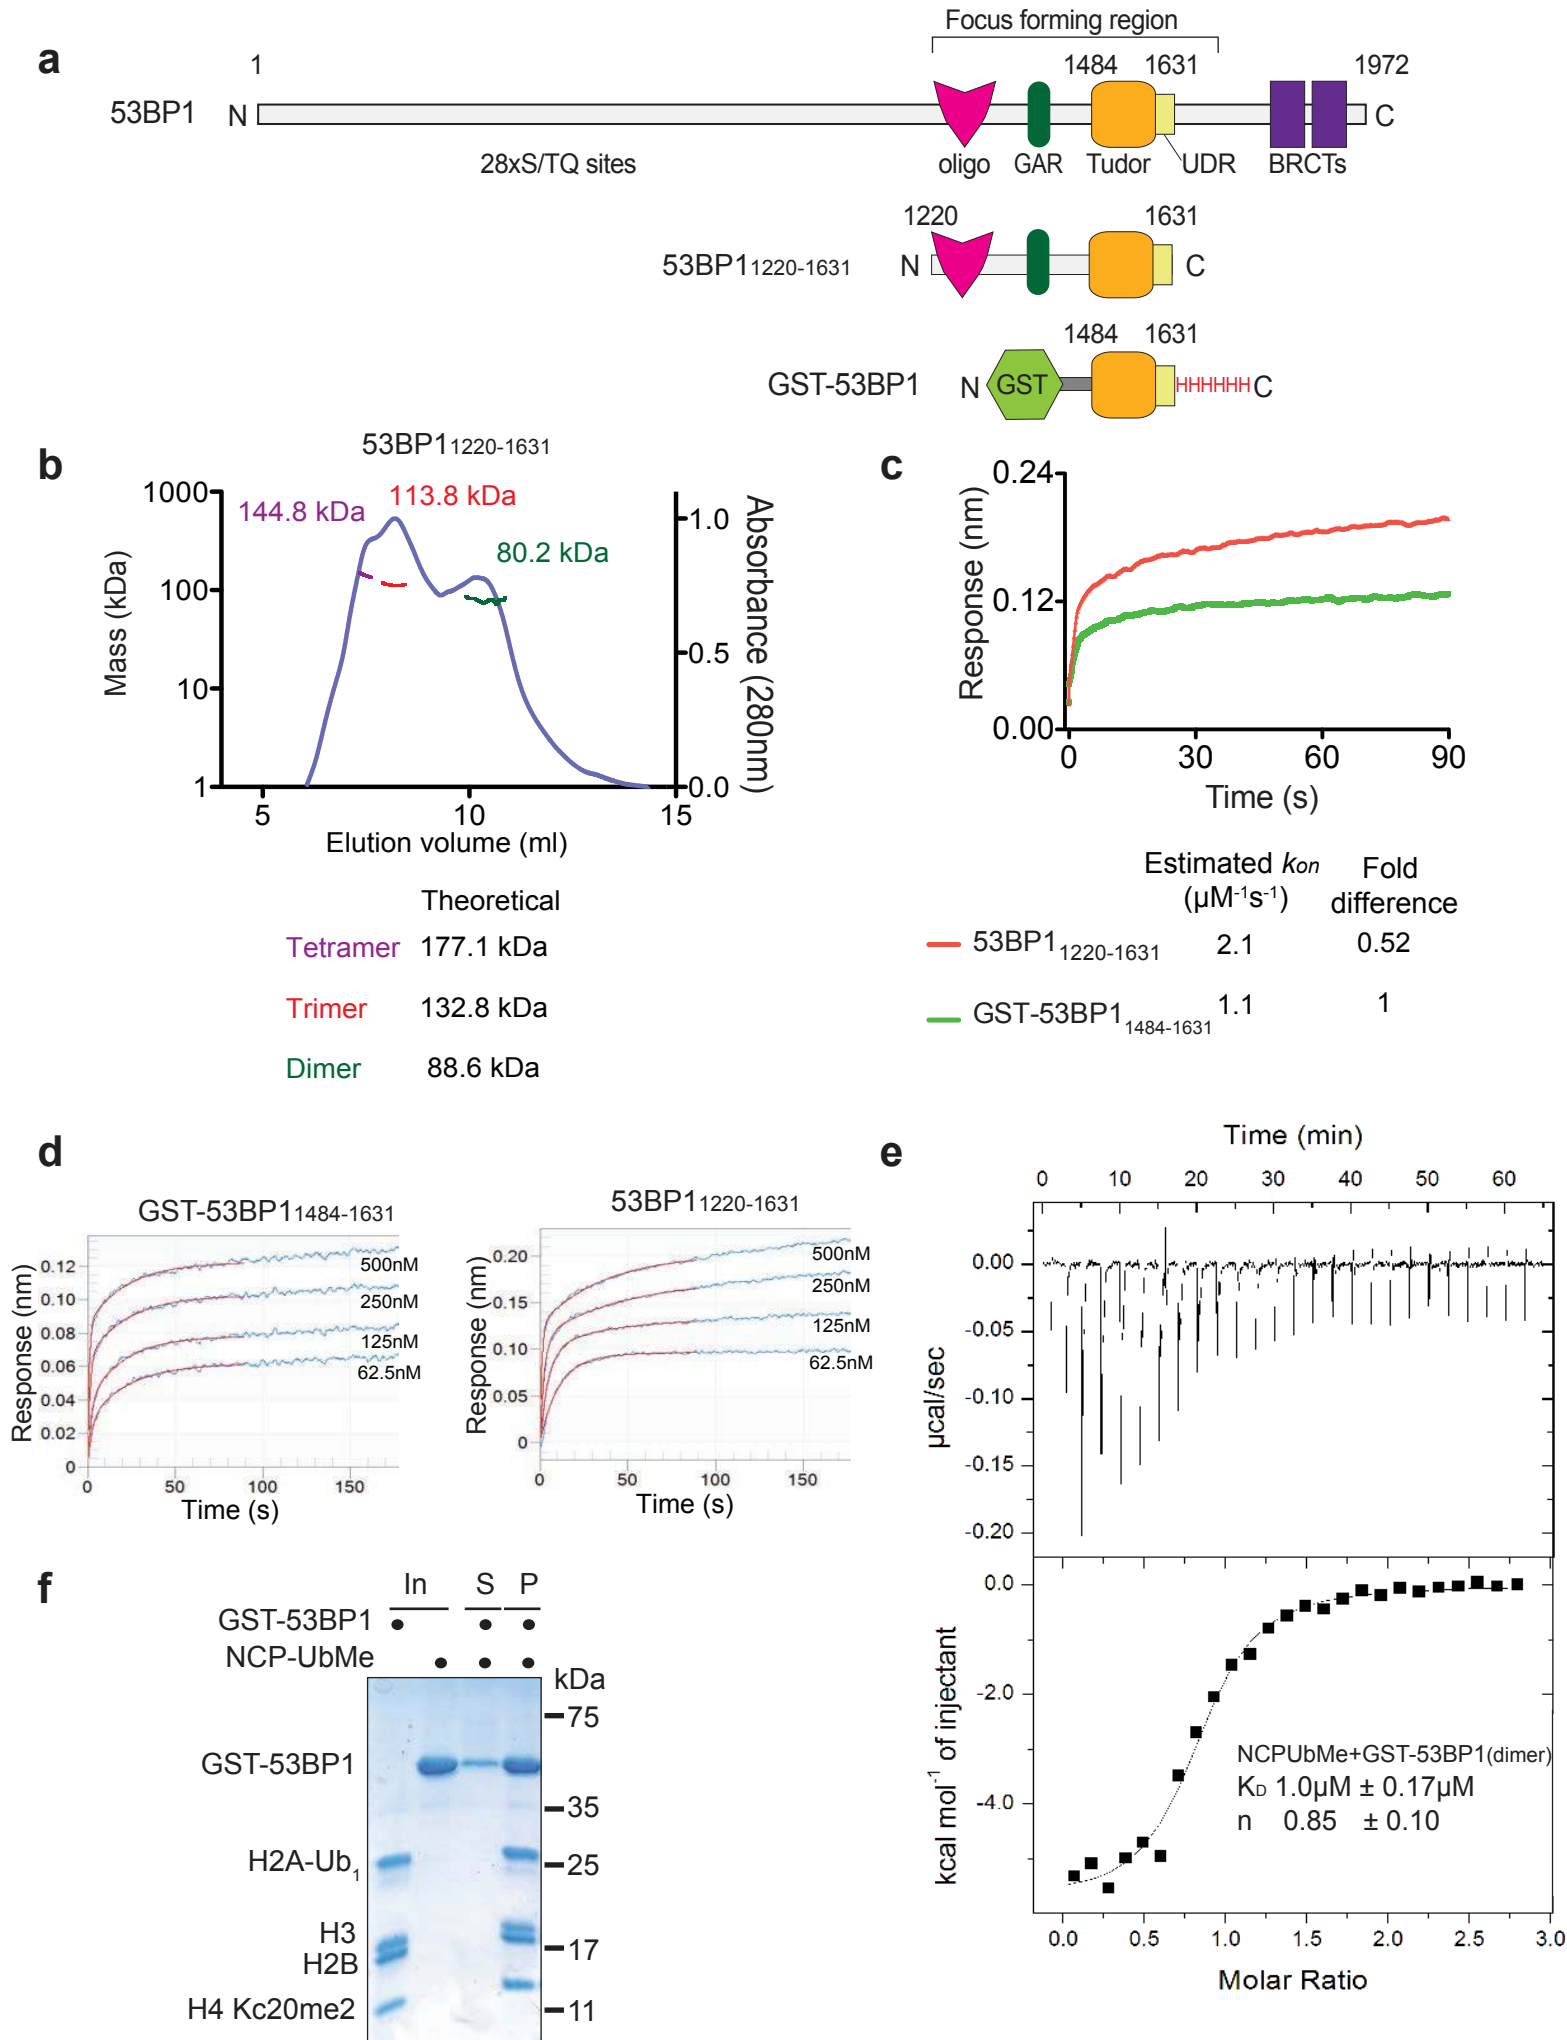 a
Focus forming region
1
1484
1631
1972
53BP1
N
C
28xS/TQ sites
oligo
GAR
Tudor
UDR
BRCTs
1220
1631
53BP11220-1631
N
C
1484
1631
GST-53BP1
N
GST
HHHHHH
C
b
53BP11220-1631
144.8 kDa
113.8 kDa
80.2 kDa
Mass (kDa)
1000
100
10
1
Absorbance (280nm)
1.0
0.5
0.0
5
10
15
Elution volume (ml)
Theoretical
Tetramer 177.1 kDa
Trimer 132.8 kDa
Dimer 88.6 kDa
c
Response (nm)
0.24
0.12
0.00
0
30
60
90
Time (s)
Estimated kon
(µM-1s-1)
Fold
difference
53BP11220-1631 2.1 0.52
GST-53BP11484-1631 1.1 1
d
GST-53BP11484-1631
Response (nm)
0.12
0.10
0.08
0.06
0.04
0.02
0
500nM
250nM
125nM
62.5nM
0
50
100
150
Time (s)
53BP11220-1631
Response (nm)
0.20
0.15
0.10
0.05
0
500nM
250nM
125nM
62.5nM
0
50
100
150
Time (s)
e
Time (min)
0 10 20 30 40 50 60
µcal/sec
0.00
-0.05
-0.10
-0.15
-0.20
kcal mol-1 of injectant
0.0
-2.0
-4.0
NCPUbMe+GST-53BP1(dimer)
KD 1.0µM ± 0.17µM
n 0.85 ± 0.10
0.0 0.5 1.0 1.5 2.0 2.5 3.0
Molar Ratio
f
In S P
GST-53BP1
NCP-UbMe
kDa
75
GST-53BP1
35
H2A-Ub1
25
H3
17
H2B
H4 Kc20me2
11